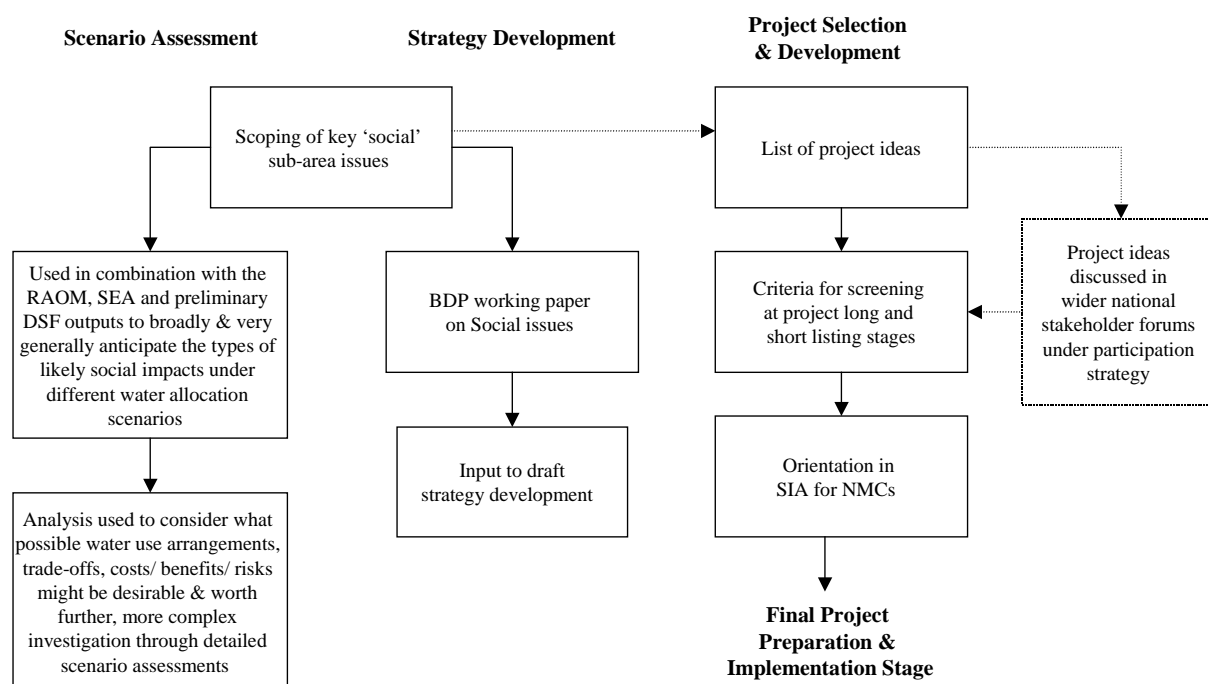 Scenario Assessment
Strategy Development
Project Selection
& Development
Scoping of key ‘social’
sub-area issues
List of project ideas
Used in combination with the
RAOM, SEA and preliminary
DSF outputs to broadly & very
generally anticipate the types of
likely social impacts under
different water allocation
scenarios
BDP working paper
on Social issues
Criteria for screening
at project long and
short listing stages
Project ideas
discussed in
wider national
stakeholder forums
under participation
strategy
Analysis used to consider what
possible water use arrangements,
trade-offs, costs/ benefits/ risks
might be desirable & worth
further, more complex
investigation through detailed
scenario assessments
Input to draft
strategy development
Orientation in
SIA for NMCs
Final Project
Preparation &
Implementation Stage